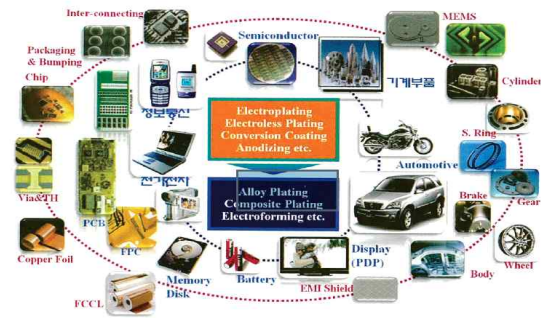 Inter-connecting
MEMS
Semiconductor
Packaging
& Bumping
Chip
기계부품
Cylinder
정보통신
Electroplating
Electroless Plating
Conversion Coating
Anodizing etc.
S. Ring
Automotive
전기전자
Alloy Plating
Composite Plating
Electroforming etc.
Via&TH
PCB
Brake
Gear
FPC
Copper Foil
Display
(PDP)
Wheel
Memory
Disk
Battery
EMI Shield
Body
FCCL